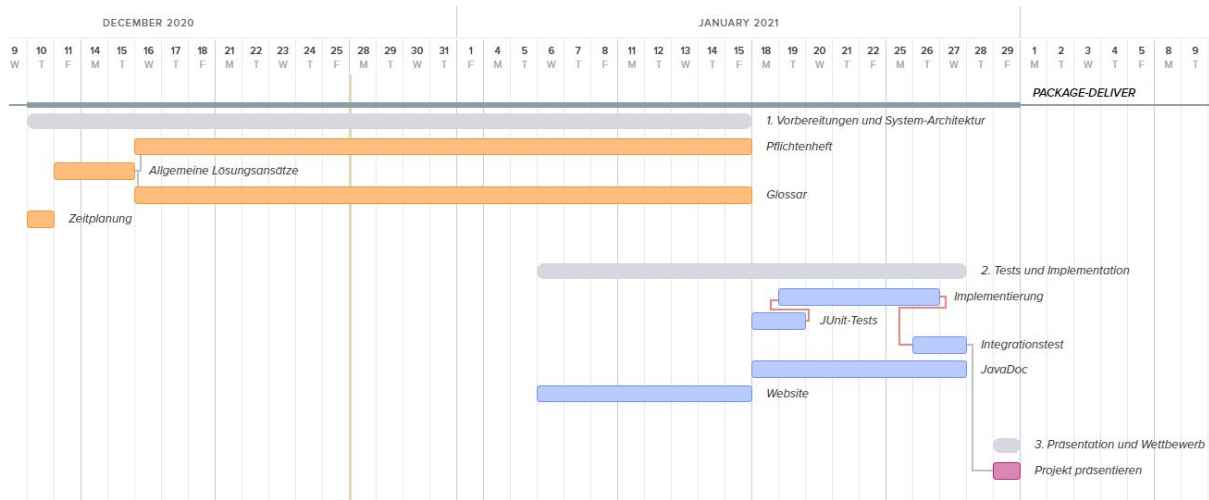 DECEMBER 2020 JANUARY 2021
9 10 11 14 15 16 17 18 21 22 23 24 25 28 29 30 31 1 4 5 6 7 8 11 12 13 14 15 18 19 20 21 22 25 26 27 28 29 1 2 3 4 5 8 9
W T F M T W T F M T W T F M T W T F M T W T F M T W T F M T W T F M T W T F M T W T F M T
PACKAGE-DELIVER
1. Vorbereitungen und System-Architektur
Pflichtenheft
Allgemeine Lösungsansätze
Glossar
Zeitplanung
2. Tests und Implementation
Implementierung
JUnit-Tests
Integrationstest
JavaDoc
Website
3. Präsentation und Wettbewerb
Projekt präsentieren